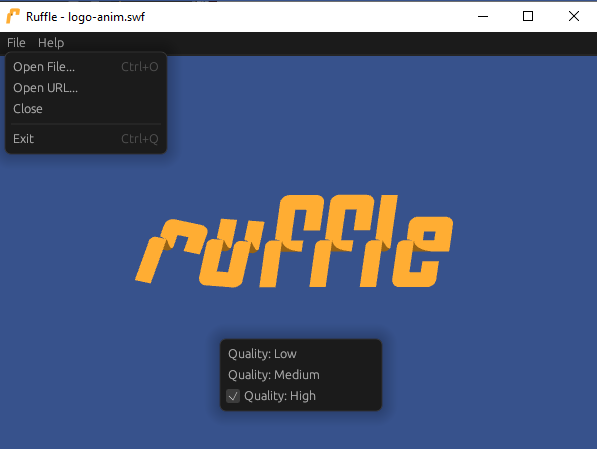 Ruffle - logo-anim.swf
File Help
Open File... Ctrl+O
Open URL...
Close
Exit Ctrl+Q
ruffle
Quality: Low
Quality: Medium
Quality: High